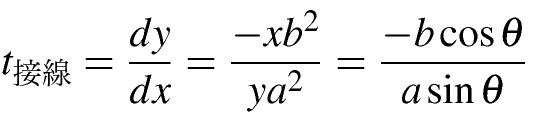 t接線 = dy/dx = -xb²/ya² = -b cos θ/a sin θ